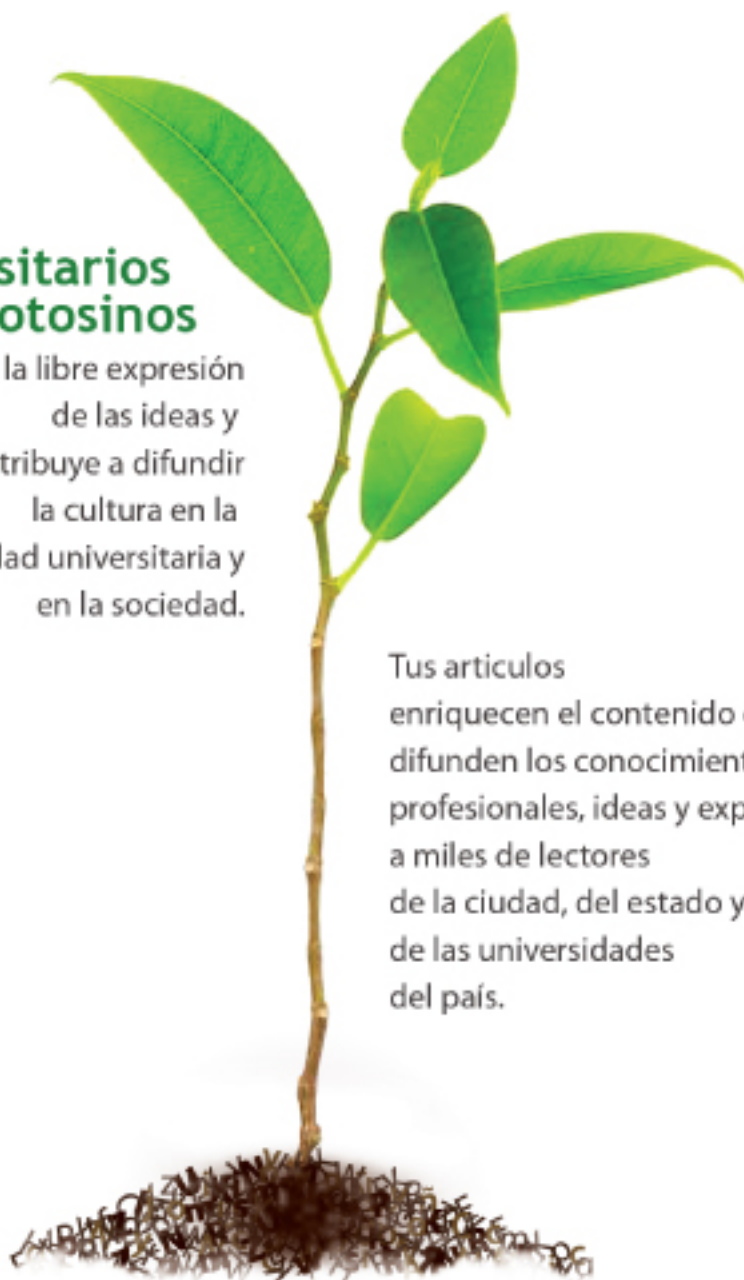 sitarios
otosinos
la libre expresión
de las ideas y
tribuye a difundir
la cultura en la
lad universitaria y
en la sociedad.
Tus articulos
enriquecen el contenido
difunden los conocimient
profesionales, ideas y exp
a miles de lectores
de la ciudad, del estado y
de las universidades
del país.